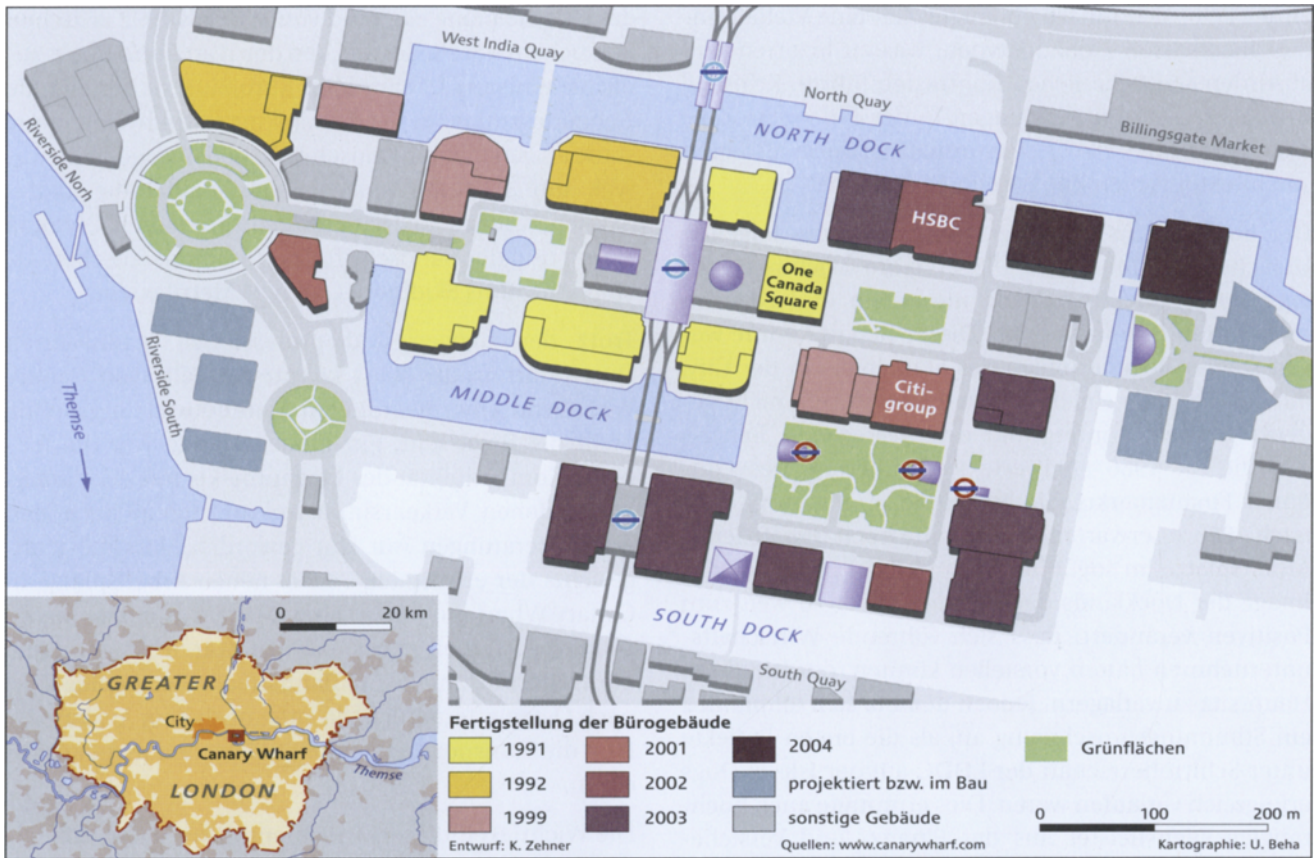 West India Quay
North Quay
NORTH DOCK
Billingsgate Market
Riverside North
HSBC
One
Canada
Square
Riverside South
Themse
MIDDLE DOCK
Citi-
group
SOUTH DOCK
South Quay
0 20 km
GREATER
City
Canary Wharf
LONDON
Themse
Fertigstellung der Bürogebäude
1991
1992
1999
2001
2002
2003
2004
projektiert bzw. im Bau
sonstige Gebäude
Grünflächen
0 100 200 m
Entwurf: K. Zehner
Quellen: www.canarywharf.com
Kartographie: U. Beha